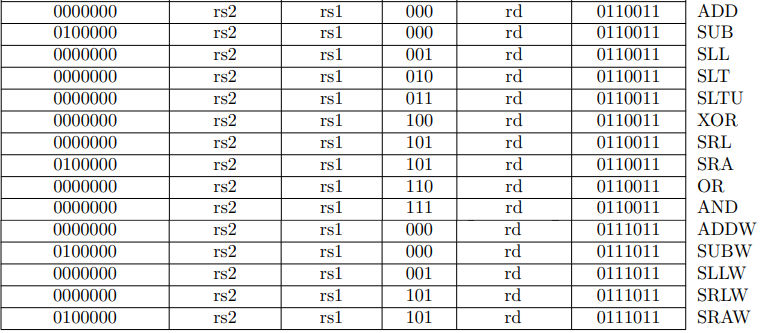 0000000 rs2 rs1 000 rd 0110011 ADD
0100000 rs2 rs1 000 rd 0110011 SUB
0000000 rs2 rs1 001 rd 0110011 SLL
0000000 rs2 rs1 010 rd 0110011 SLT
0000000 rs2 rs1 011 rd 0110011 SLTU
0000000 rs2 rs1 100 rd 0110011 XOR
0000000 rs2 rs1 101 rd 0110011 SRL
0100000 rs2 rs1 101 rd 0110011 SRA
0000000 rs2 rs1 110 rd 0110011 OR
0000000 rs2 rs1 111 rd 0110011 AND
0000000 rs2 rs1 000 rd 0111011 ADDW
0100000 rs2 rs1 000 rd 0111011 SUBW
0000000 rs2 rs1 001 rd 0111011 SLLW
0000000 rs2 rs1 101 rd 0111011 SRLW
0100000 rs2 rs1 101 rd 0111011 SRAW